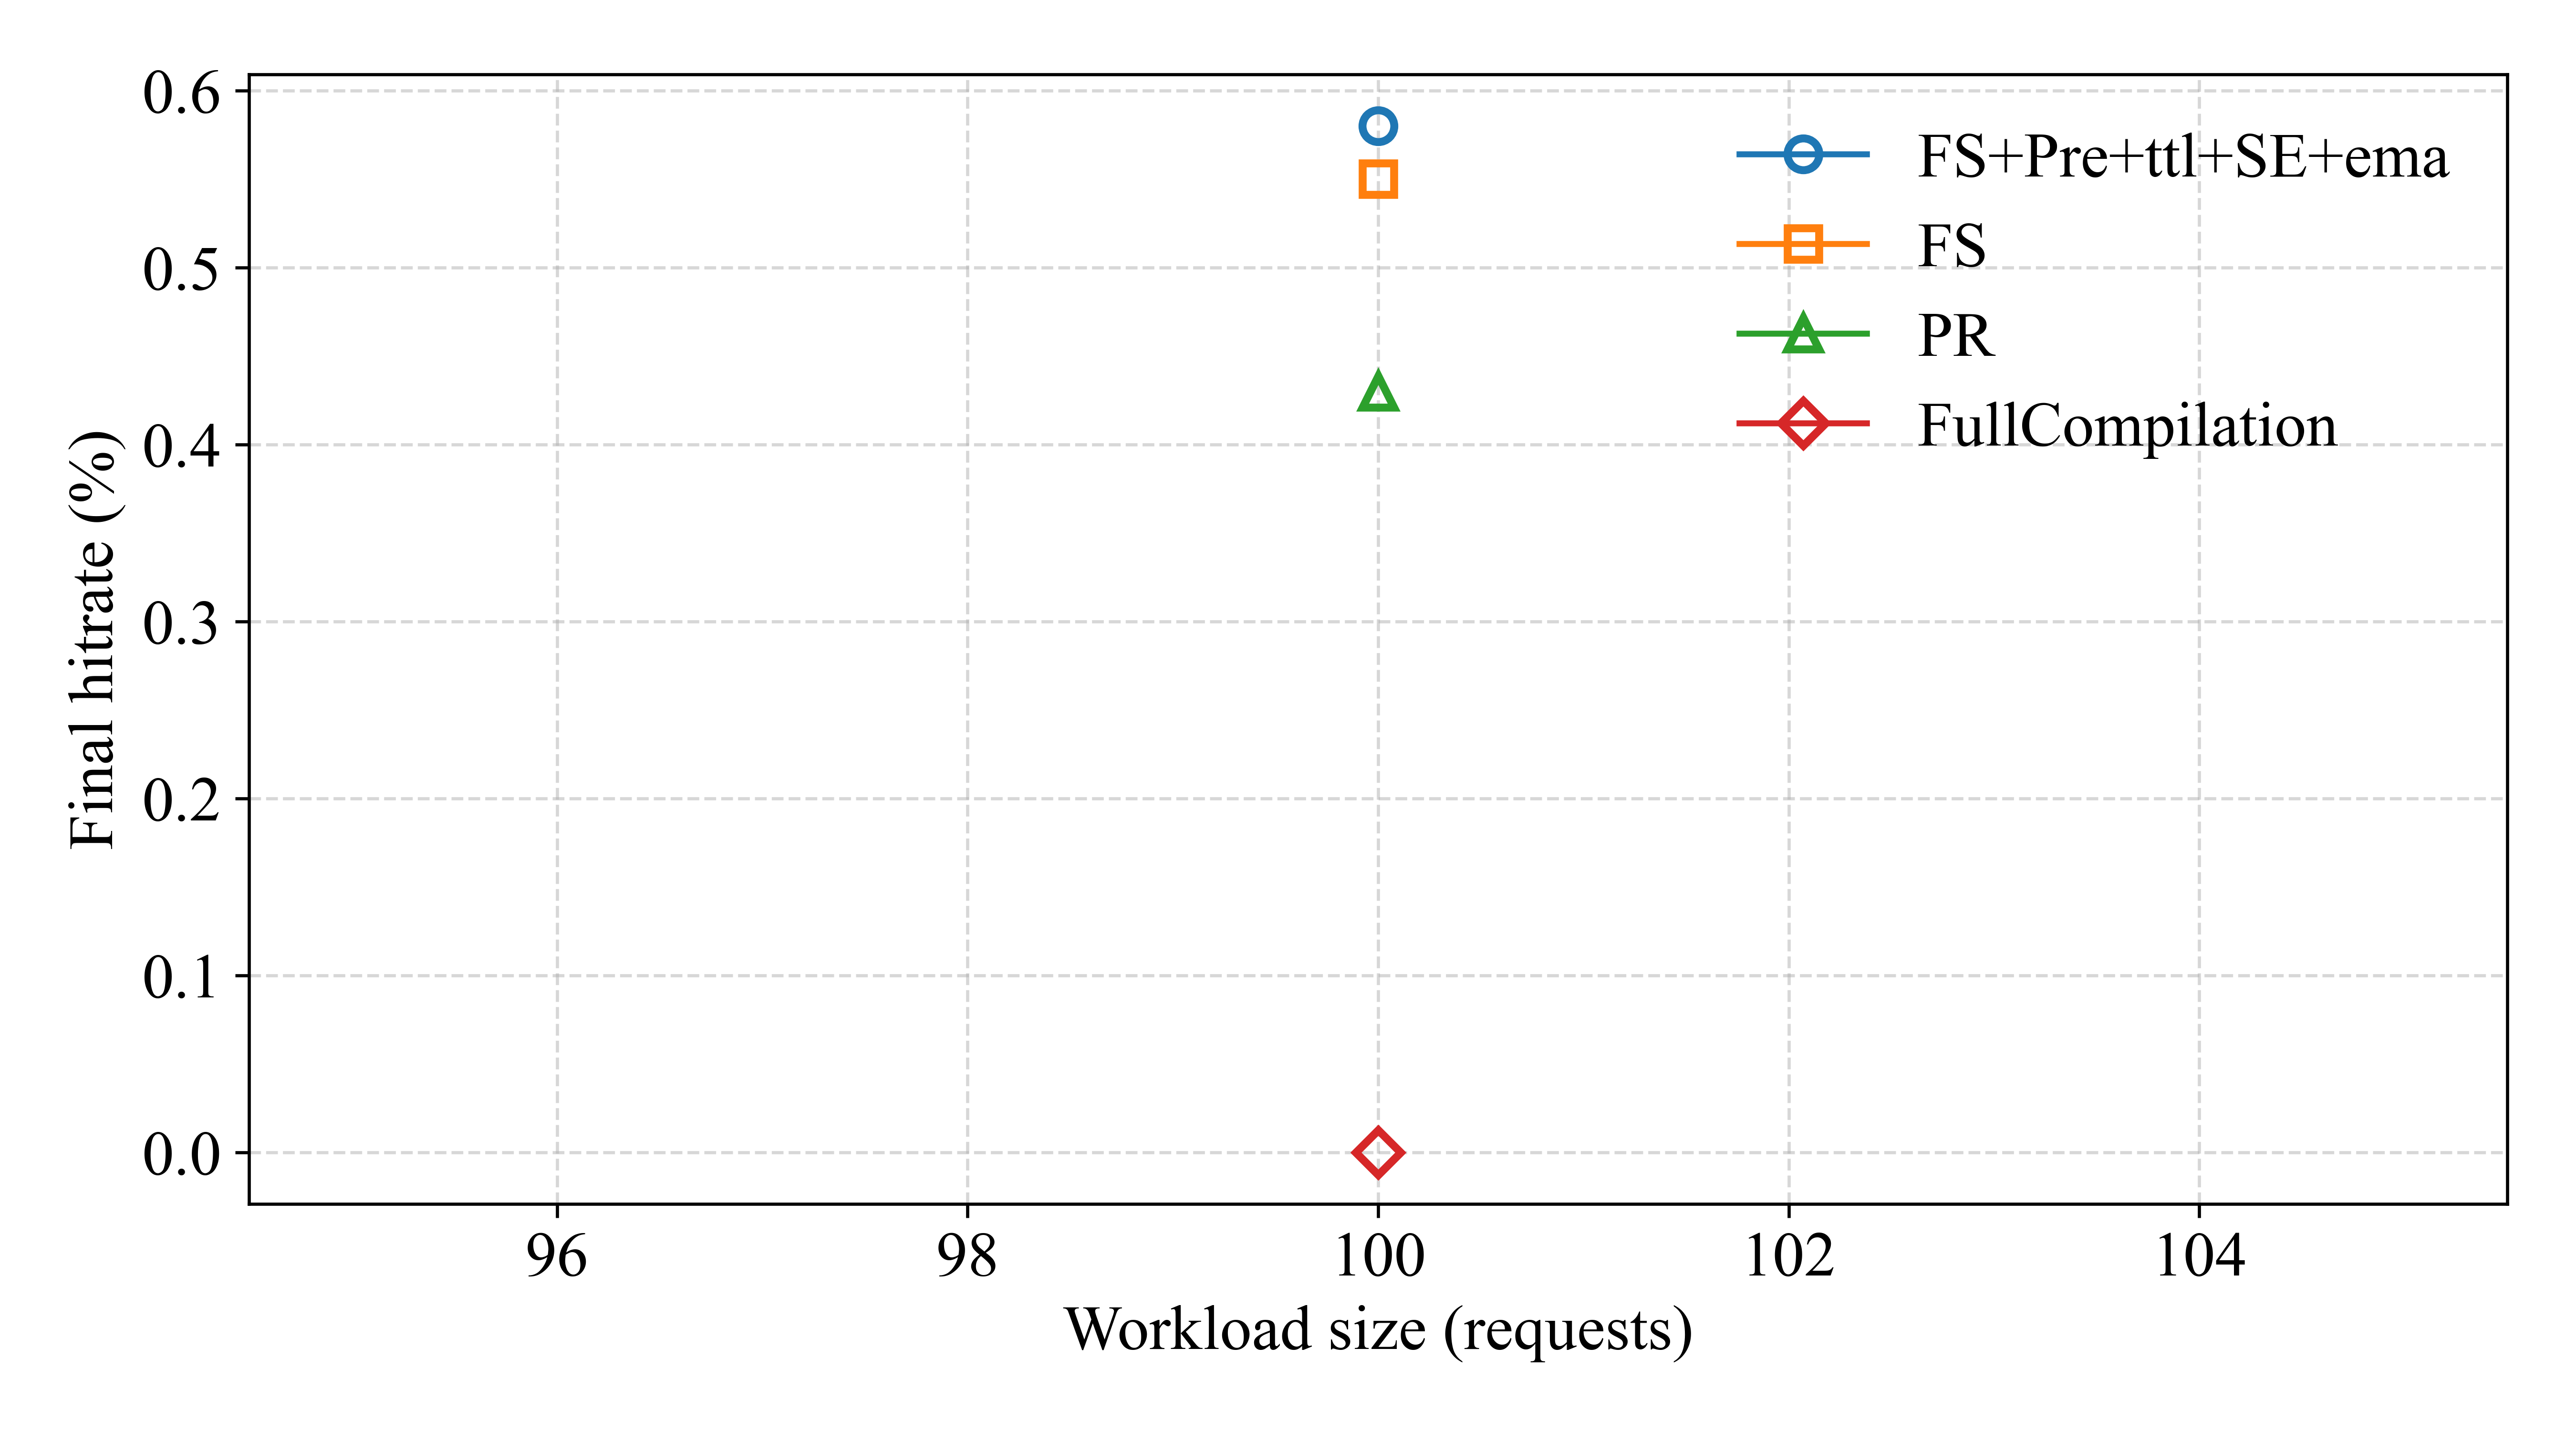 0.6
0.5
0.4
0.3
0.2
0.1
0.0
Final hitrate (%)
FS+Pre+ttl+SE+ema
FS
PR
FullCompilation
96 98 100 102 104
Workload size (requests)